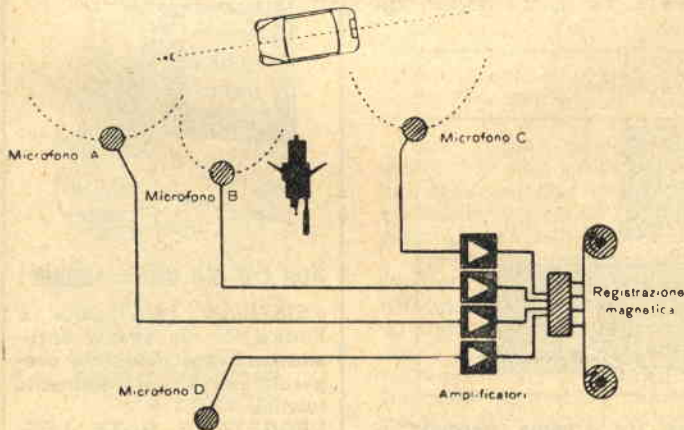 Microfono A
Microfono B
Microfono C
Registrazione
magnetica
Microfono D
Amplificatori